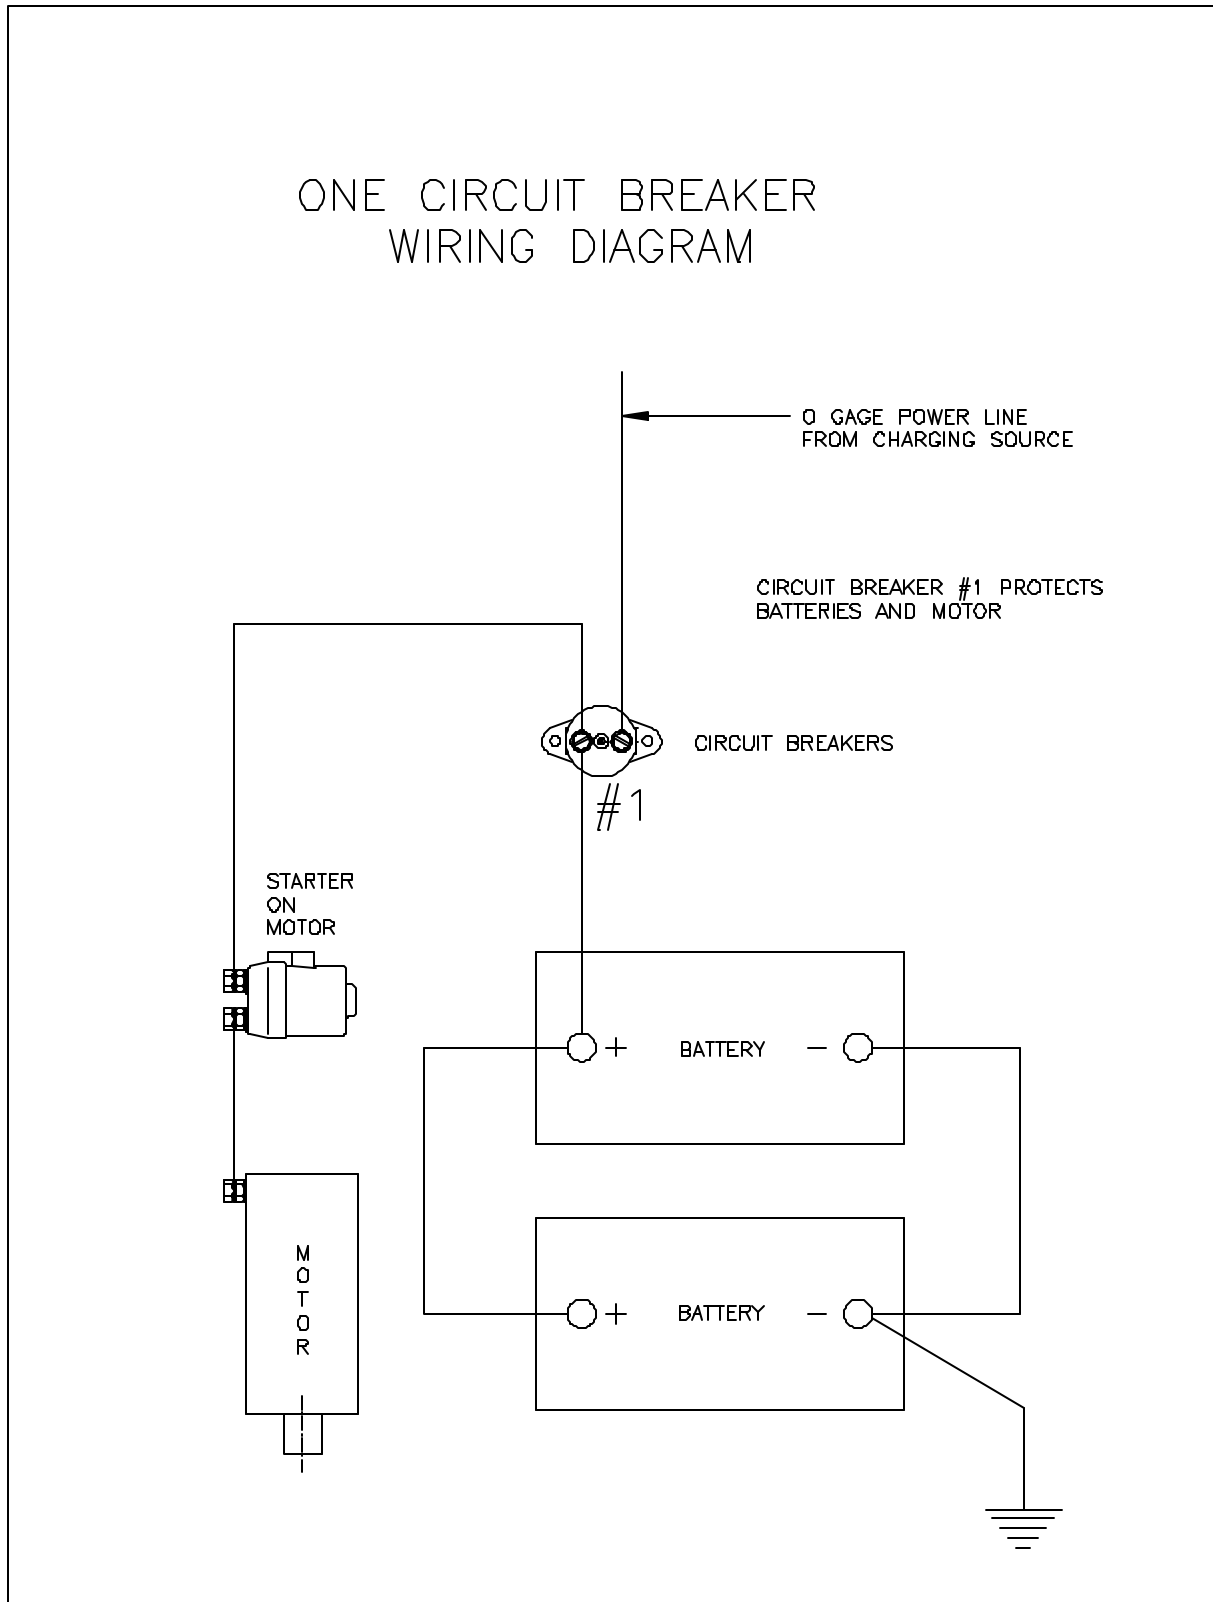 ONE CIRCUIT BREAKER
WIRING DIAGRAM
0 GAGE POWER LINE
FROM CHARGING SOURCE
CIRCUIT BREAKER #1 PROTECTS
BATTERIES AND MOTOR
CIRCUIT BREAKERS
#1
STARTER
ON
MOTOR
+ BATTERY -
MOTOR
+ BATTERY -